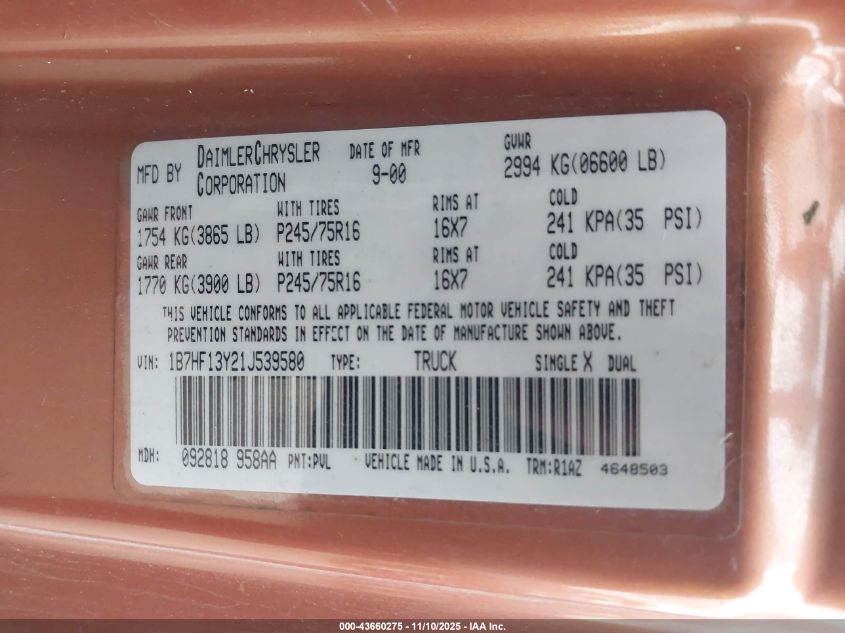 MFD BY DAIMLERCHRYSLER CORPORATION DATE OF MFR 9-00 GVWR 2994 KG(06600 LB)
GAWR FRONT WITH TIRES RIMS AT COLD
1754 KG(3865 LB) P245/75R16 16X7 241 KPA(35 PSI)
GAWR REAR WITH TIRES RIMS AT COLD
1770 KG(3900 LB) P245/75R16 16X7 241 KPA(35 PSI)
THIS VEHICLE CONFORMS TO ALL APPLICABLE FEDERAL MOTOR VEHICLE SAFETY AND THEFT
PREVENTION STANDARDS IN EFFECT ON THE DATE OF MANUFACTURE SHOWN ABOVE.
VIN: 1B7HF13Y21J539580 TYPE: TRUCK SINGLE X DUAL
MDH: 092818 958AA PNT:PVL VEHICLE MADE IN U.S.A. TRM:R1AZ 4648503
000-43660275 - 11/10/2025 - IAA Inc.